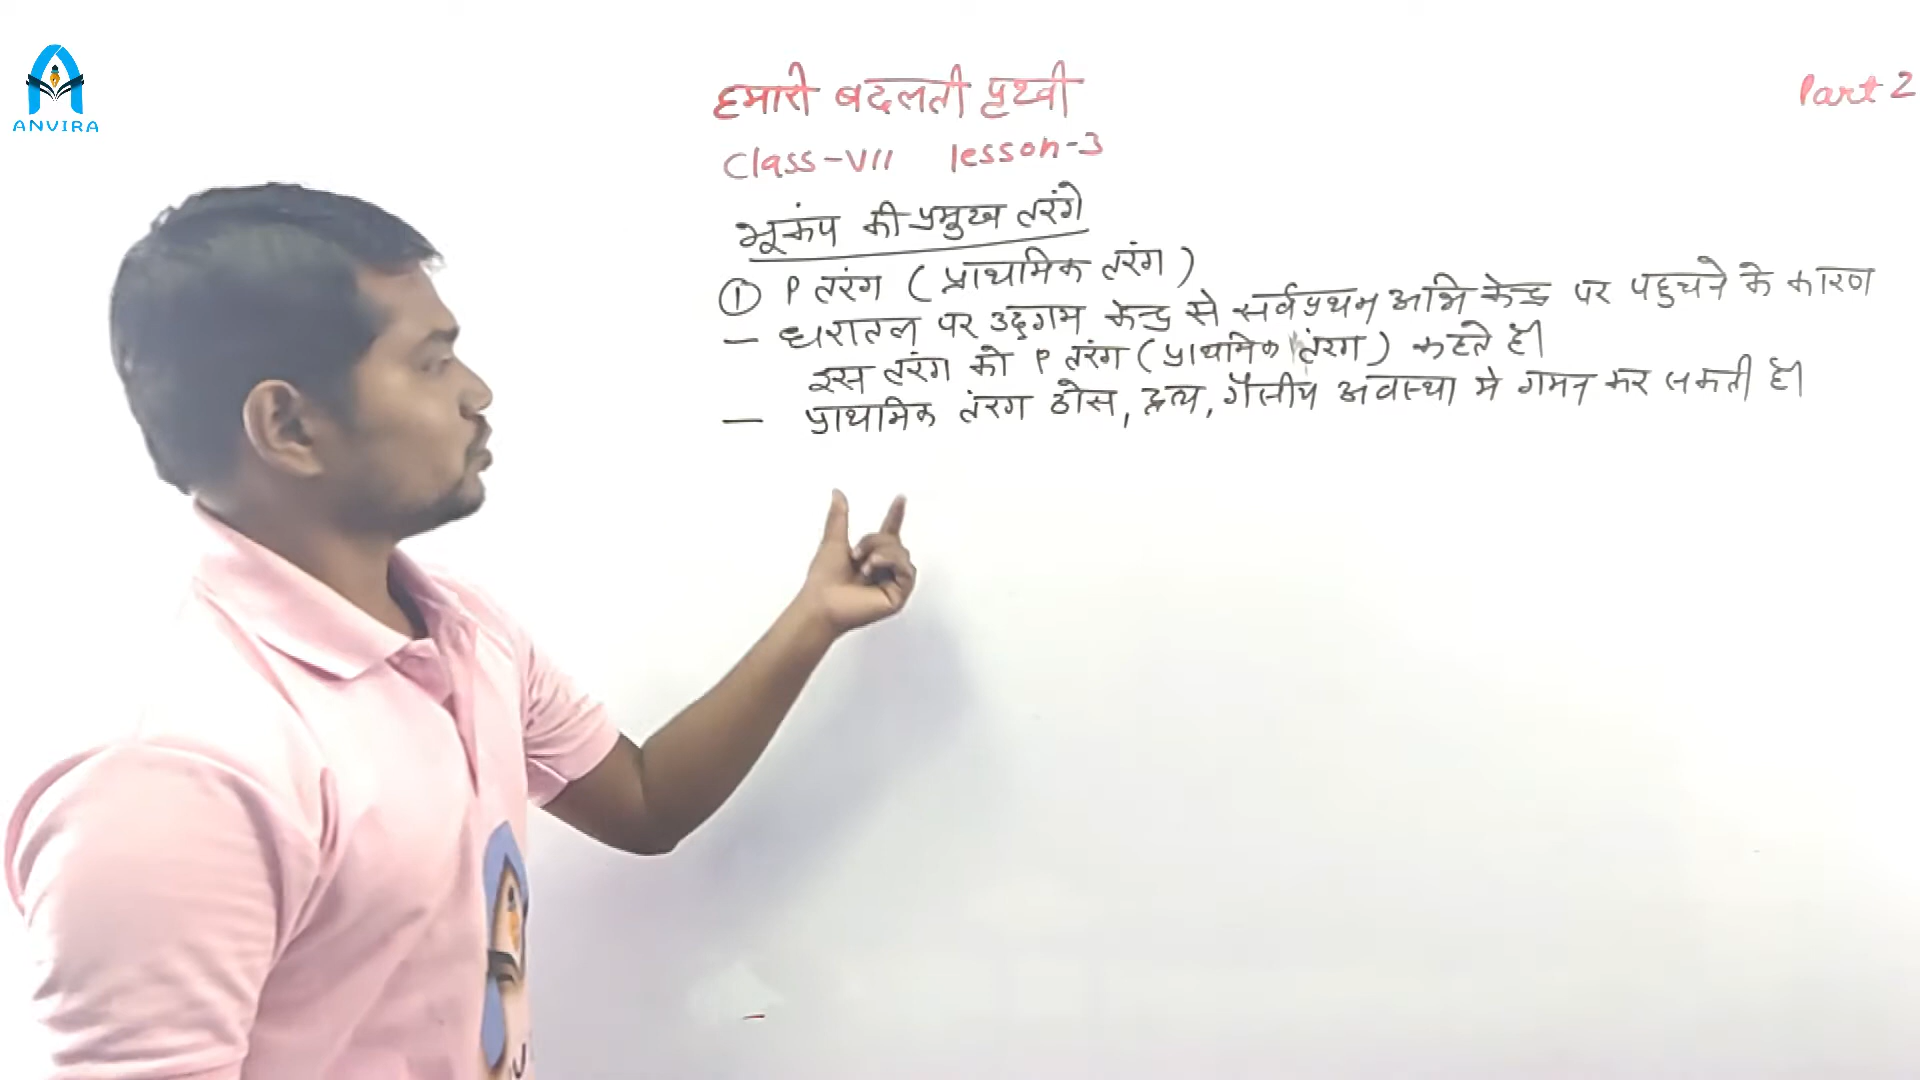 ANVIRA
हमारी बदलती पृथ्वी
Part 2
Class-VII lesson-3
भूकंप की प्रमुख तरंगे
① P तरंग (प्राथमिक तरंग)
— धरातल पर उद्गम केन्द्र से सर्वप्रथम अभि केन्द्र पर पहुचने के कारण
इस तरंग को P तरंग (प्राथमिक तंरग) कहते है।
— प्राथमिक तंरग ठोस, द्रव्य, गैसीय अवस्था मे गमन कर सकती है।